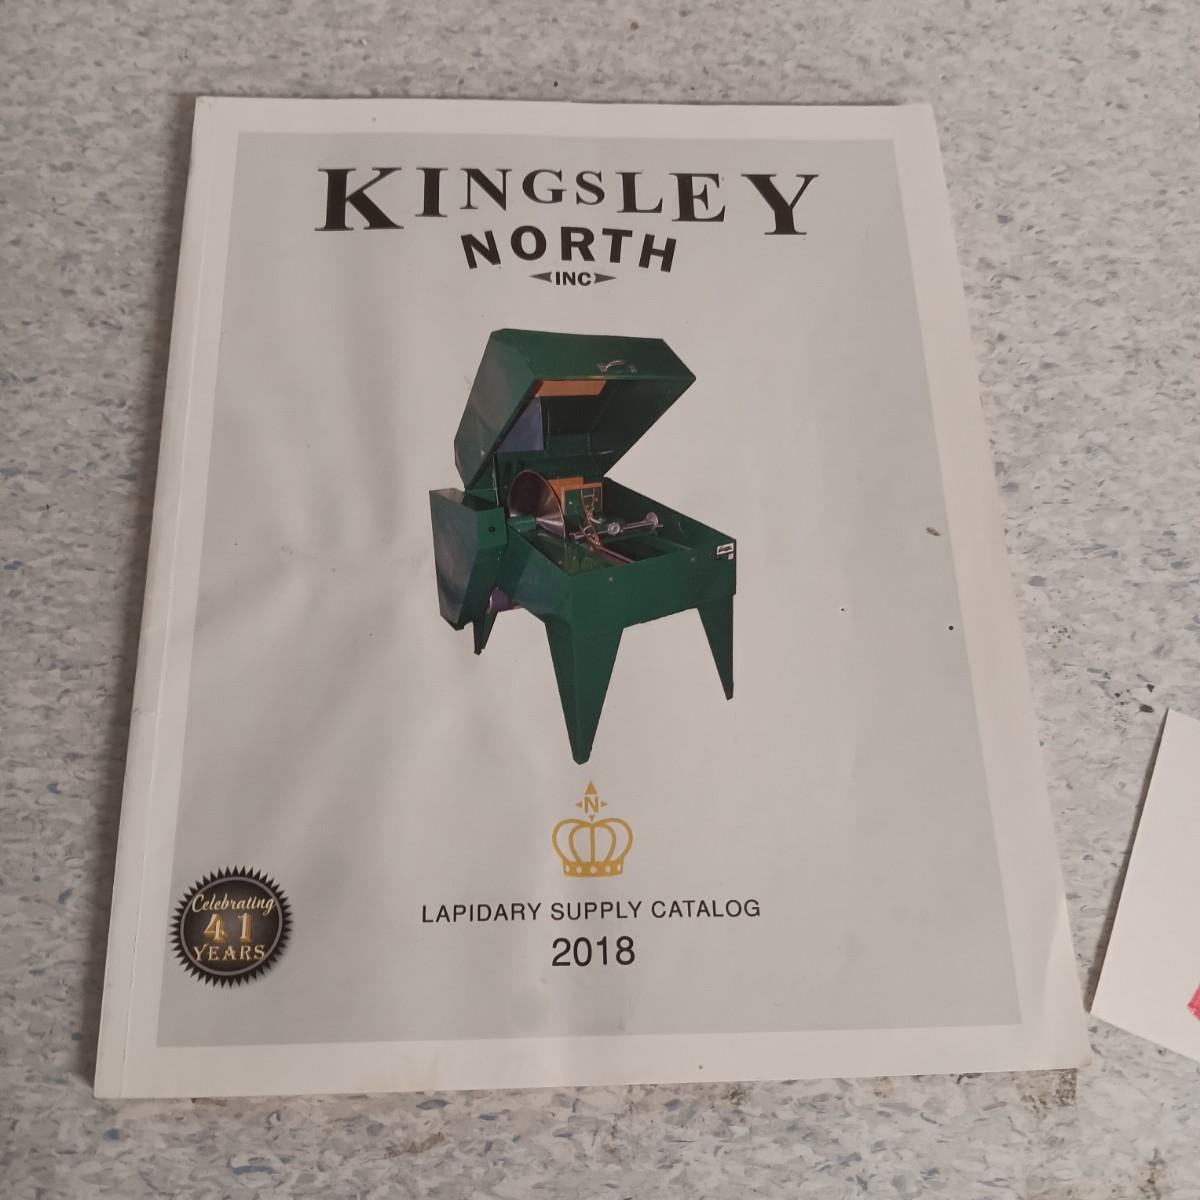 KINGSLEY
NORTH
INC
N
LAPIDARY SUPPLY CATALOG
2018
Celebrating
41
YEARS